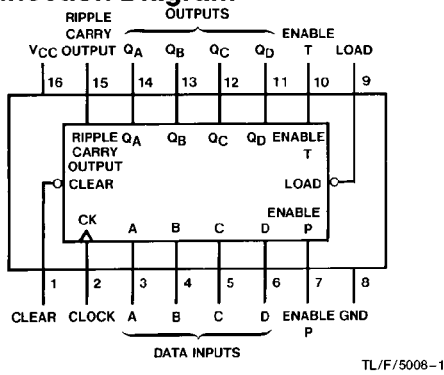 RIPPLE OUTPUTS
CARRY ENABLE
VCC OUTPUT QA QB QC QD T LOAD
16 15 14 13 12 11 10 9
RIPPLE QA QB QC QD ENABLE
CARRY T
OUTPUT
CLEAR LOAD
CK ENABLE
A B C D P
1 2 3 4 5 6 7 8
CLEAR CLOCK A B C D ENABLE GND
P
DATA INPUTS
TL/F/5008–1